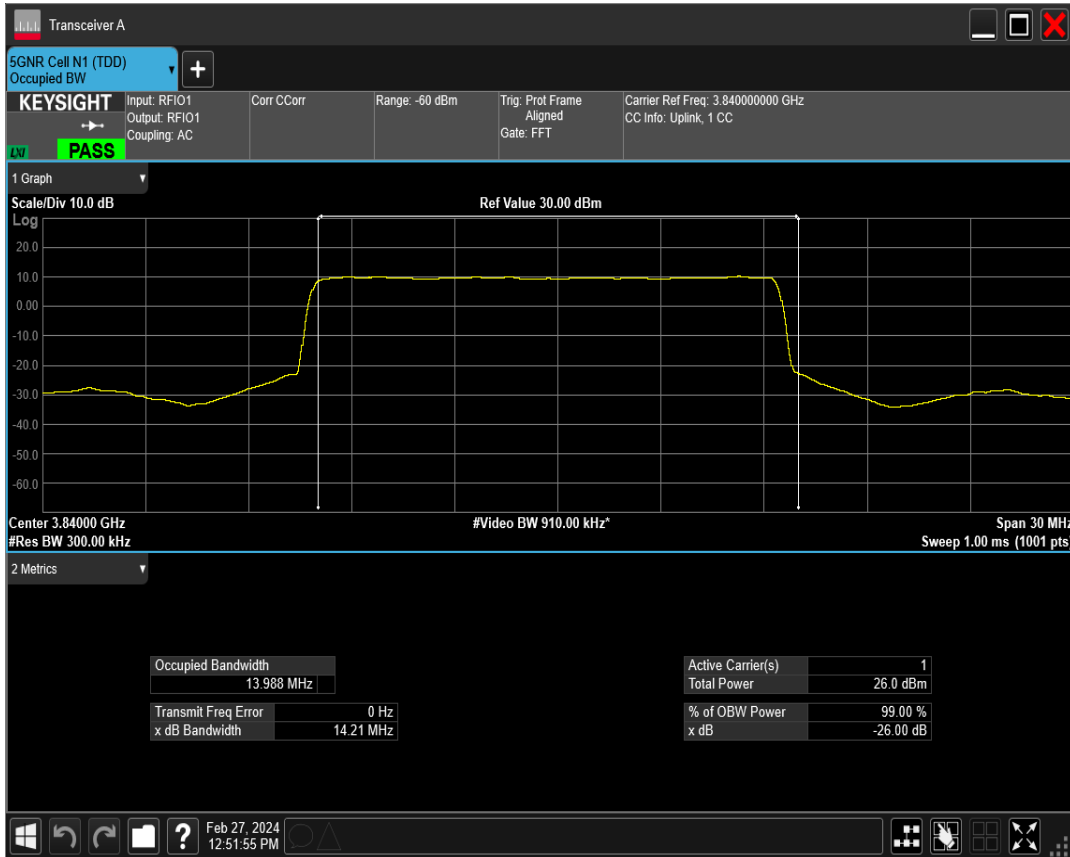 Transceiver A
5GNR Cell N1 (TDD)
Occupied BW
+
KEYSIGHT
LXI
PASS
Input: RFIO1
Output: RFIO1
Coupling: AC
Corr CCorr
Range: -60 dBm
Trig: Prot Frame
Aligned
Gate: FFT
Carrier Ref Freq: 3.840000000 GHz
CC Info: Uplink, 1 CC
1 Graph
Scale/Div 10.0 dB
Ref Value 30.00 dBm
Log
20.0
10.0
0.00
-10.0
-20.0
-30.0
-40.0
-50.0
-60.0
Center 3.84000 GHz
#Video BW 910.00 kHz*
Span 30 MHz
#Res BW 300.00 kHz
Sweep 1.00 ms (1001 pts)
2 Metrics
Occupied Bandwidth
13.988 MHz
Transmit Freq Error 0 Hz
x dB Bandwidth 14.21 MHz
Active Carrier(s) 1
Total Power 26.0 dBm
% of OBW Power 99.00 %
x dB -26.00 dB
?
Feb 27, 2024
12:51:55 PM